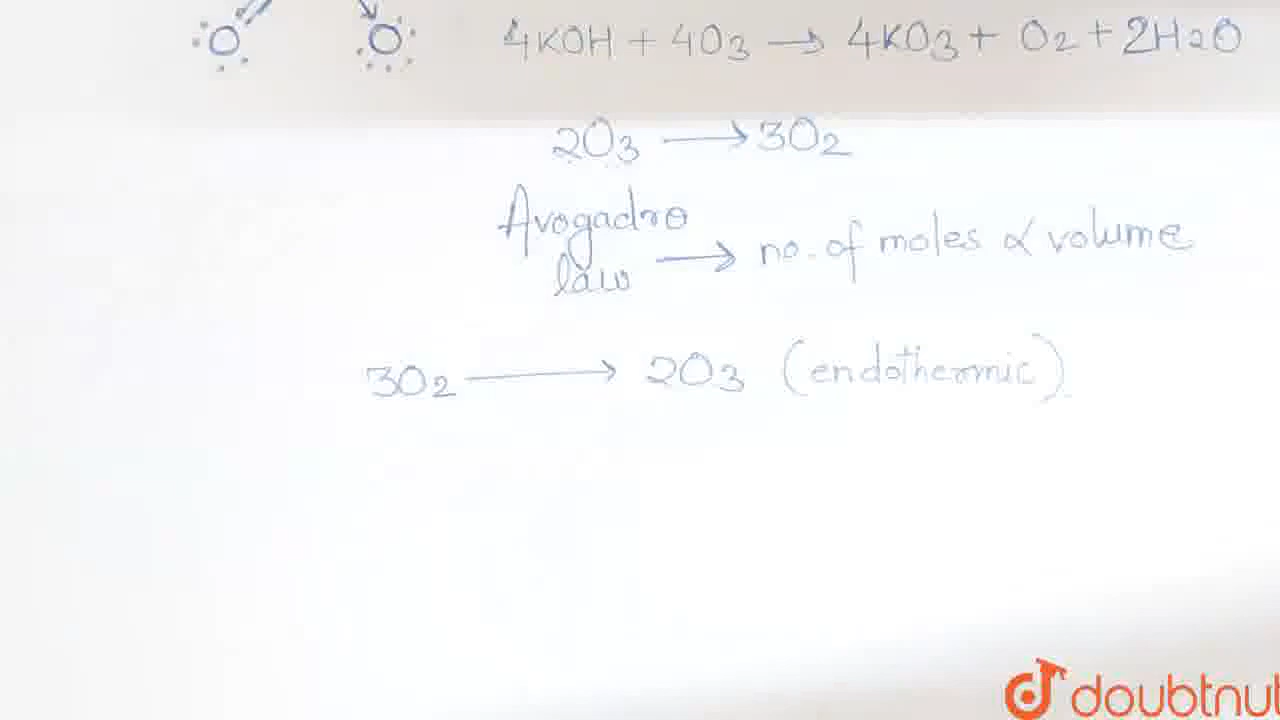 :O: :O: 4KOH + 4O3 → 4KO3 + O2 + 2H2O
2O3 → 3O2
Avogadro
law → no. of moles ∝ volume
3O2 → 2O3 (endothermic)
doubtnut